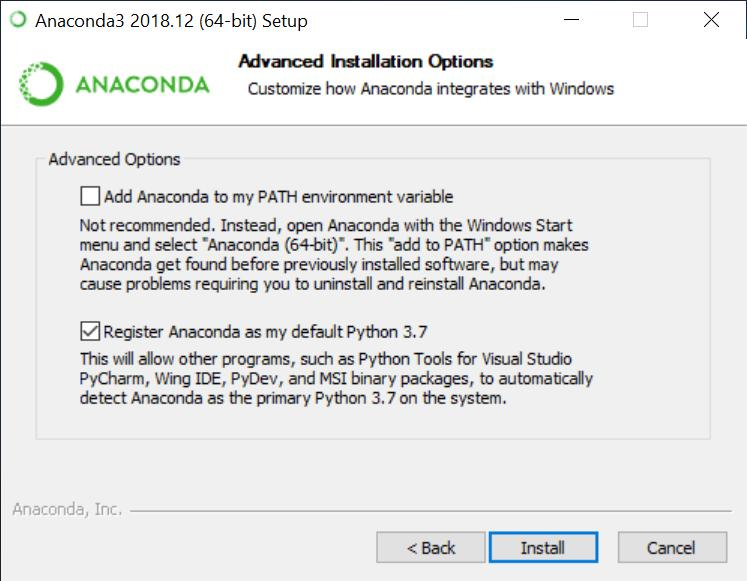 Anaconda3 2018.12 (64-bit) Setup
Advanced Installation Options
Customize how Anaconda integrates with Windows
ANACONDA
Advanced Options
Add Anaconda to my PATH environment variable
Not recommended. Instead, open Anaconda with the Windows Start
menu and select "Anaconda (64-bit)". This "add to PATH" option makes
Anaconda get found before previously installed software, but may
cause problems requiring you to uninstall and reinstall Anaconda.
Register Anaconda as my default Python 3.7
This will allow other programs, such as Python Tools for Visual Studio
PyCharm, Wing IDE, PyDev, and MSI binary packages, to automatically
detect Anaconda as the primary Python 3.7 on the system.
Anaconda, Inc.
< Back Install Cancel